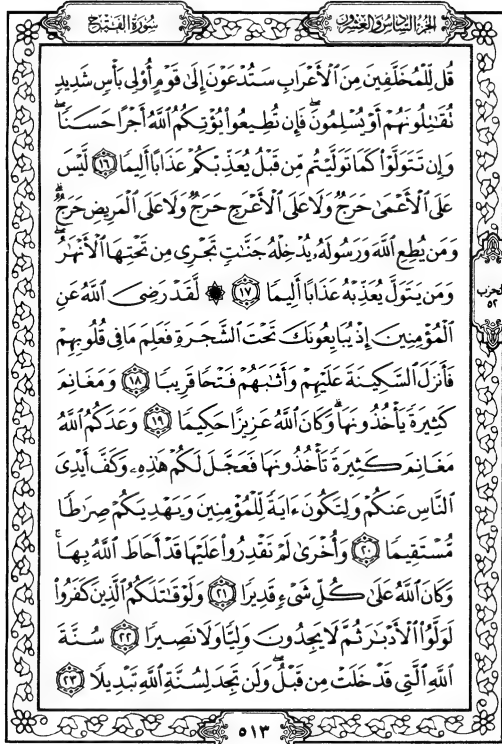 سُورَةُ الفَتْحِ
الجُزْءُ السَّادِسُ وَالعِشْرُونَ
قُل لِّلْمُخَلَّفِينَ مِنَ ٱلْأَعْرَابِ سَتُدْعَوْنَ إِلَىٰ قَوْمٍ أُوْلِى بَأْسٍ شَدِيدٍ
تُقَٰتِلُونَهُمْ أَوْ يُسْلِمُونَۖ فَإِن تُطِيعُوا۟ يُؤْتِكُمُ ٱللَّهُ أَجْرًا حَسَنًاۖ
وَإِن تَتَوَلَّوْا۟ كَمَا تَوَلَّيْتُم مِّن قَبْلُ يُعَذِّبْكُمْ عَذَابًا أَلِيمًا ١٦ لَّيْسَ
عَلَى ٱلْأَعْمَىٰ حَرَجٌ وَلَا عَلَى ٱلْأَعْرَجِ حَرَجٌ وَلَا عَلَى ٱلْمَرِيضِ حَرَجٌۗ
وَمَن يُطِعِ ٱللَّهَ وَرَسُولَهُۥ يُدْخِلْهُ جَنَّٰتٍ تَجْرِى مِن تَحْتِهَا ٱلْأَنْهَٰرُۖ
وَمَن يَتَوَلَّ يُعَذِّبْهُ عَذَابًا أَلِيمًا ١٧ ۞ لَّقَدْ رَضِىَ ٱللَّهُ عَنِ
ٱلْمُؤْمِنِينَ إِذْ يُبَايِعُونَكَ تَحْتَ ٱلشَّجَرَةِ فَعَلِمَ مَا فِى قُلُوبِهِمْ
فَأَنزَلَ ٱلسَّكِينَةَ عَلَيْهِمْ وَأَثَٰبَهُمْ فَتْحًا قَرِيبًا ١٨ وَمَغَانِمَ
كَثِيرَةً يَأْخُذُونَهَاۗ وَكَانَ ٱللَّهُ عَزِيزًا حَكِيمًا ١٩ وَعَدَكُمُ ٱللَّهُ
مَغَانِمَ كَثِيرَةً تَأْخُذُونَهَا فَعَجَّلَ لَكُمْ هَٰذِهِۦ وَكَفَّ أَيْدِىَ
ٱلنَّاسِ عَنكُمْ وَلِتَكُونَ ءَايَةً لِّلْمُؤْمِنِينَ وَيَهْدِيَكُمْ صِرَٰطًا
مُّسْتَقِيمًا ٢٠ وَأُخْرَىٰ لَمْ تَقْدِرُوا۟ عَلَيْهَا قَدْ أَحَاطَ ٱللَّهُ بِهَاۚ
وَكَانَ ٱللَّهُ عَلَىٰ كُلِّ شَىْءٍ قَدِيرًا ٢١ وَلَوْ قَٰتَلَكُمُ ٱلَّذِينَ كَفَرُوا۟
لَوَلَّوُا۟ ٱلْأَدْبَٰرَ ثُمَّ لَا يَجِدُونَ وَلِيًّا وَلَا نَصِيرًا ٢٢ سُنَّةَ
ٱللَّهِ ٱلَّتِى قَدْ خَلَتْ مِن قَبْلُۖ وَلَن تَجِدَ لِسُنَّةِ ٱللَّهِ تَبْدِيلًا ٢٣
الحزب
٥٢
٥١٣